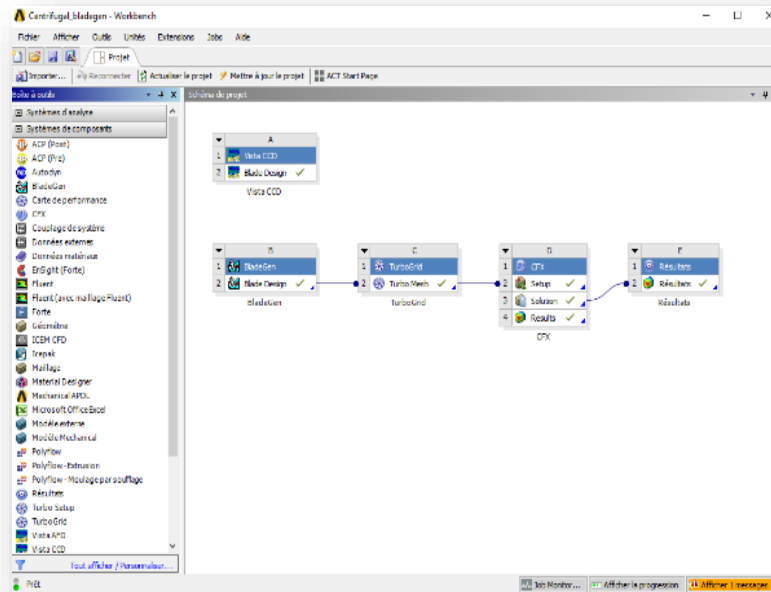 Centrifugal_bladegen - Workbench
Fichier Afficher Outils Unités Extensions Jobs Aide
Projet
Importer... Reconnecter Actualiser le projet Mettre à jour le projet ACT Start Page
Boîte à outils
Schéma de projet
Systèmes d'analyse
Systèmes de composants
ACP (Post)
ACP (Pre)
Autodyn
BladeGen
Carte de performance
CFX
Couplage de système
Données externes
Données matériaux
EnSight (Forte)
Fluent
Fluent (avec maillage Fluent)
Forte
Géométrie
ICEM CFD
Icepak
Maillage
Material Designer
Mechanical APDL
Microsoft Office Excel
Modèle externe
Modèle Mechanical
Polyflow
Polyflow - Extrusion
Polyflow - Moulage par soufflage
Résultats
Turbo Setup
TurboGrid
Vista AFD
Vista CCD
Tout afficher / Personnaliser...
A
1 Vista CCD
2 Blade Design
Vista CCD
B
1 BladeGen
2 Blade Design
BladeGen
C
1 TurboGrid
2 Turbo Mesh
TurboGrid
D
1 CFX
2 Setup
3 Solution
4 Results
CFX
E
1 Résultats
2 Résultats
Résultats
Prêt
Job Monitor... Afficher la progression Afficher 1 messages